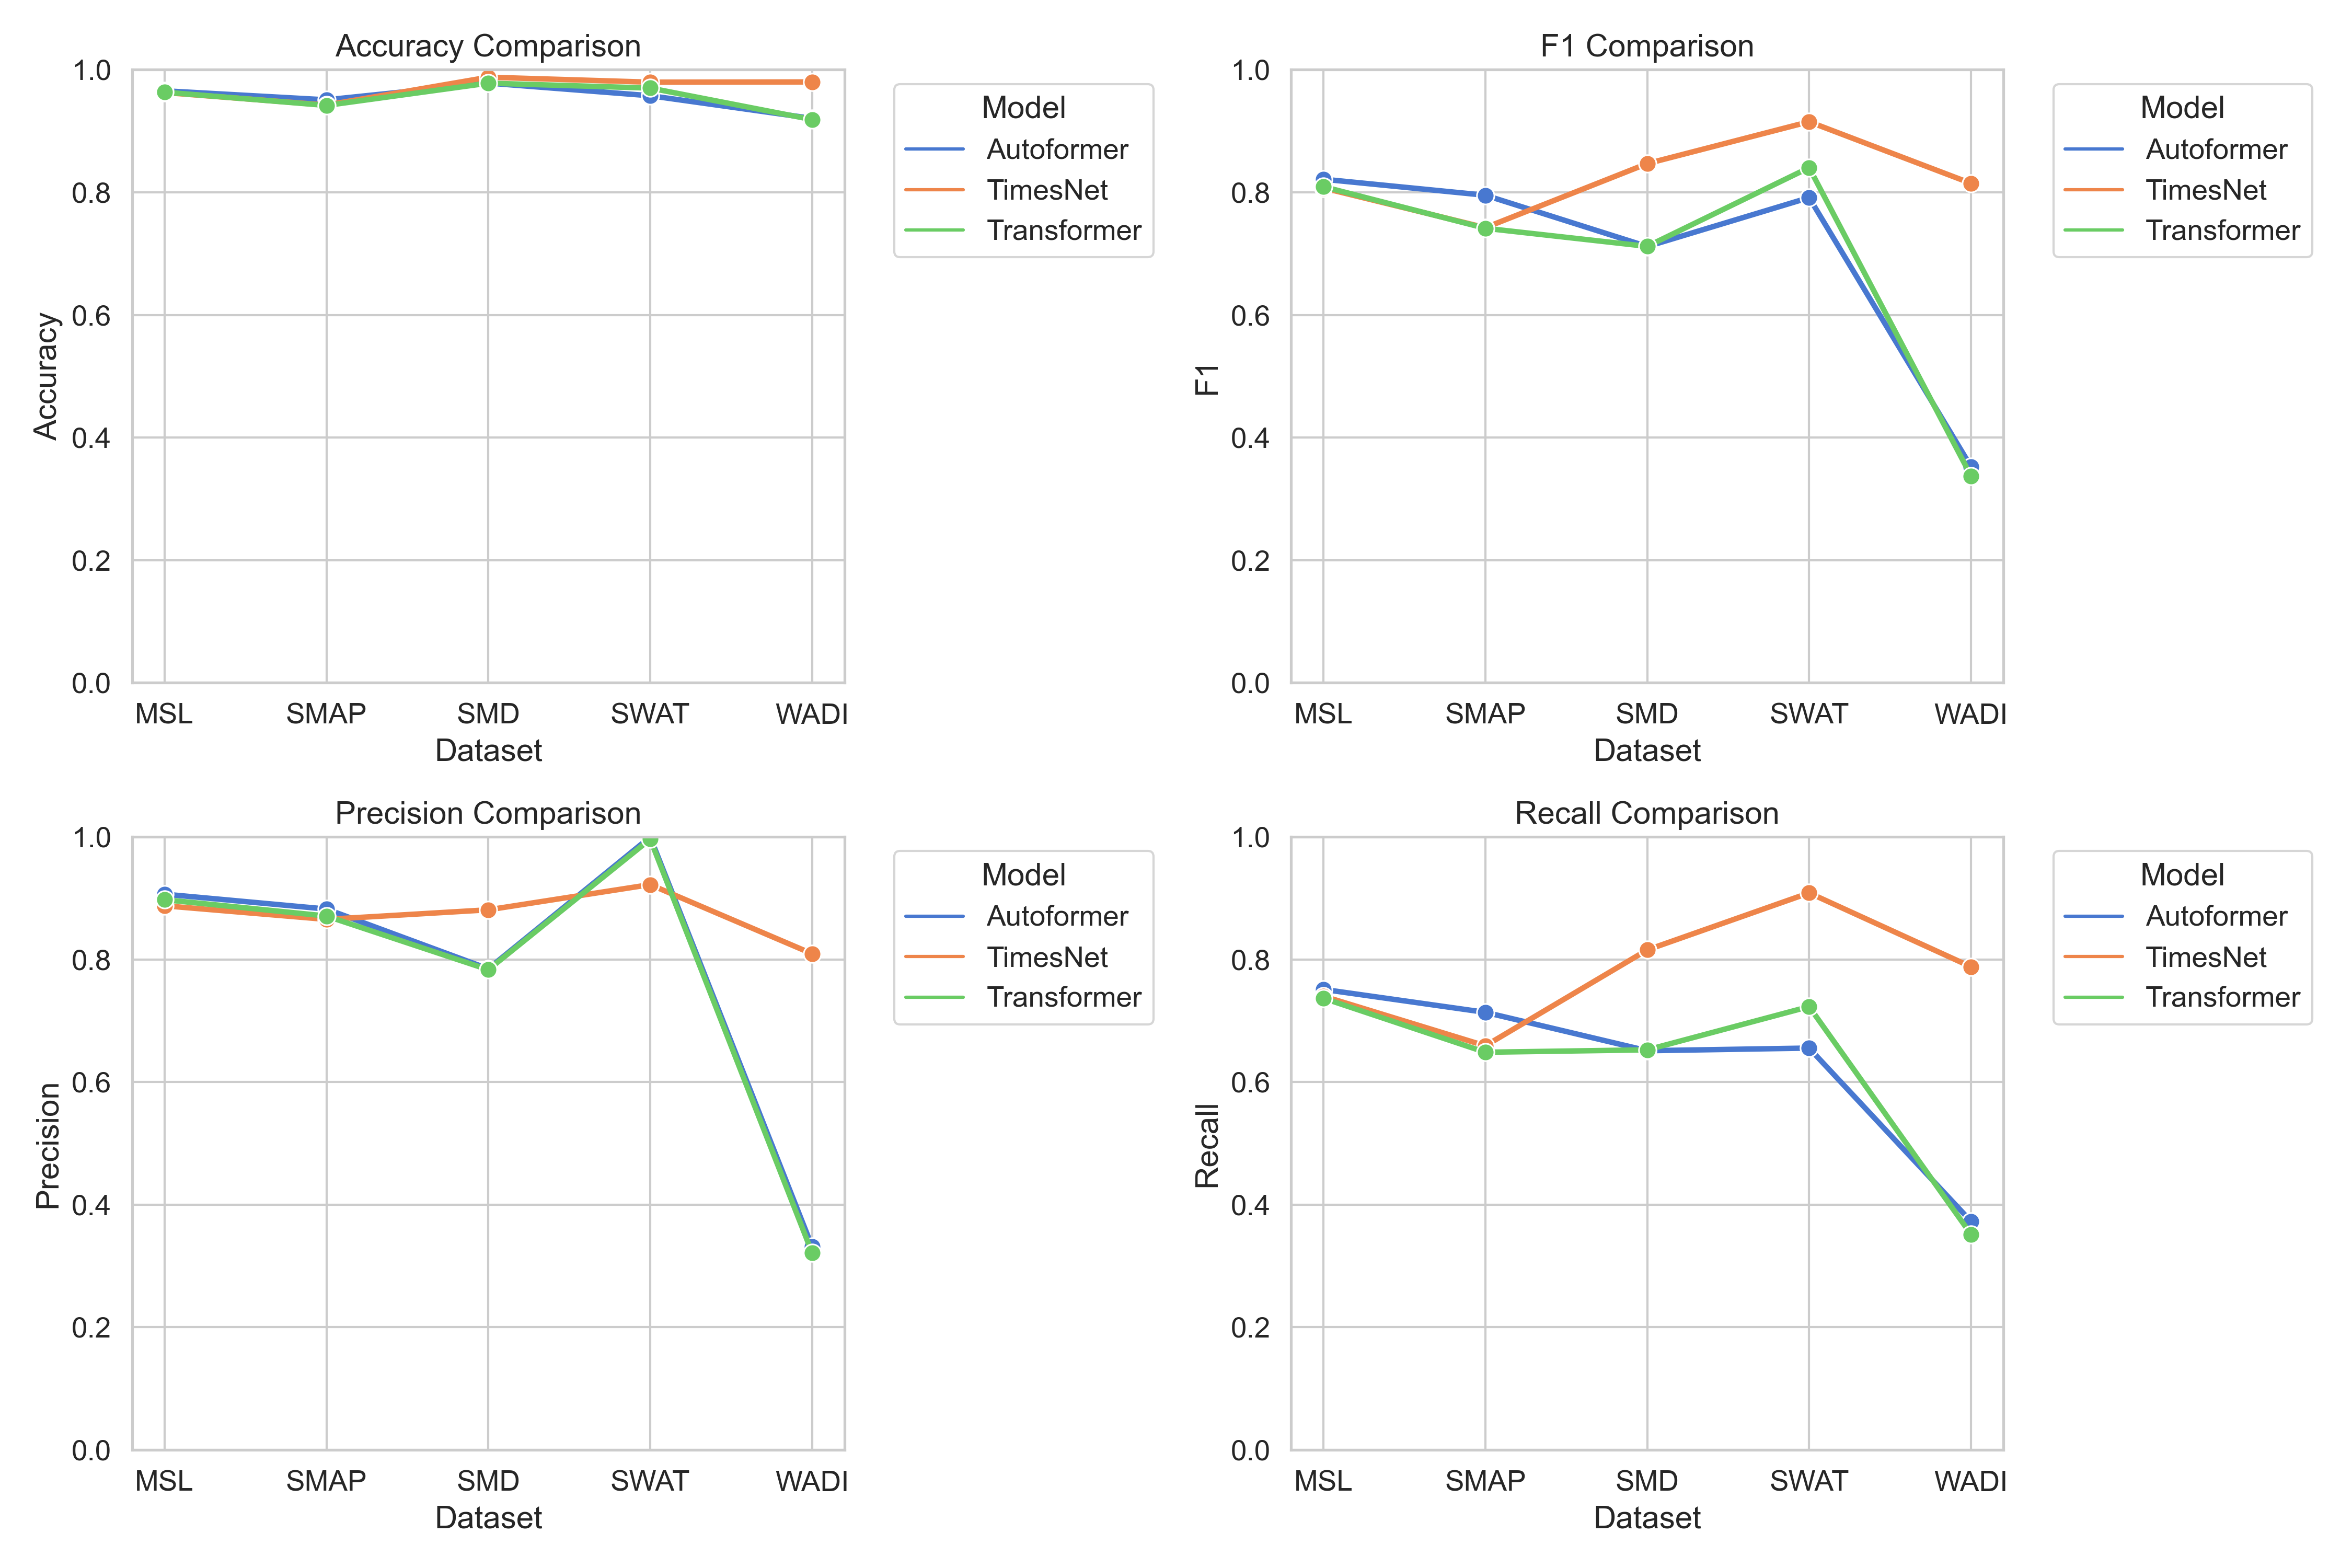 Accuracy Comparison
1.0
0.8
0.6
0.4
0.2
0.0
Accuracy
MSL SMAP SMD SWAT WADI
Dataset
Model
Autoformer
TimesNet
Transformer
F1 Comparison
1.0
0.8
0.6
0.4
0.2
0.0
F1
MSL SMAP SMD SWAT WADI
Dataset
Model
Autoformer
TimesNet
Transformer
Precision Comparison
1.0
0.8
0.6
0.4
0.2
0.0
Precision
MSL SMAP SMD SWAT WADI
Dataset
Model
Autoformer
TimesNet
Transformer
Recall Comparison
1.0
0.8
0.6
0.4
0.2
0.0
Recall
MSL SMAP SMD SWAT WADI
Dataset
Model
Autoformer
TimesNet
Transformer